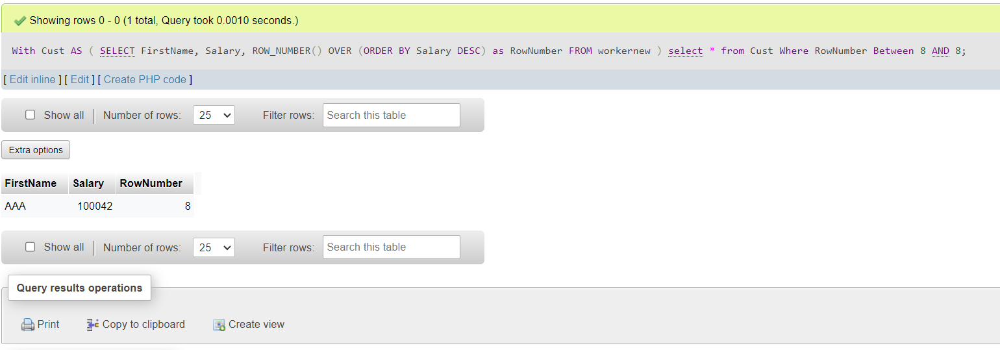 Showing rows 0 - 0 (1 total, Query took 0.0010 seconds.)
With Cust AS ( SELECT FirstName, Salary, ROW_NUMBER() OVER (ORDER BY Salary DESC) as RowNumber FROM workernew ) select * from Cust Where RowNumber Between 8 AND 8;
[ Edit inline ] [ Edit ] [ Create PHP code ]
Show all | Number of rows: 25 Filter rows: Search this table
Extra options
FirstName Salary RowNumber
AAA 100042 8
Show all | Number of rows: 25 Filter rows: Search this table
Query results operations
Print Copy to clipboard Create view